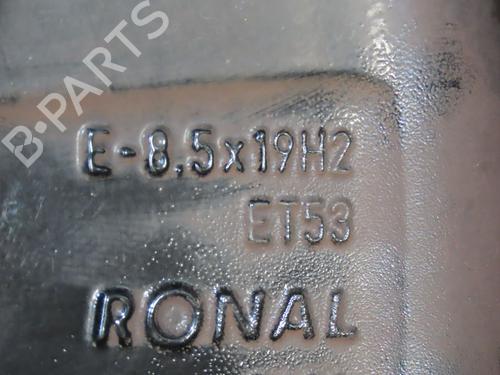 B-PARTS
E-8,5x19H2
ET53
RONAL